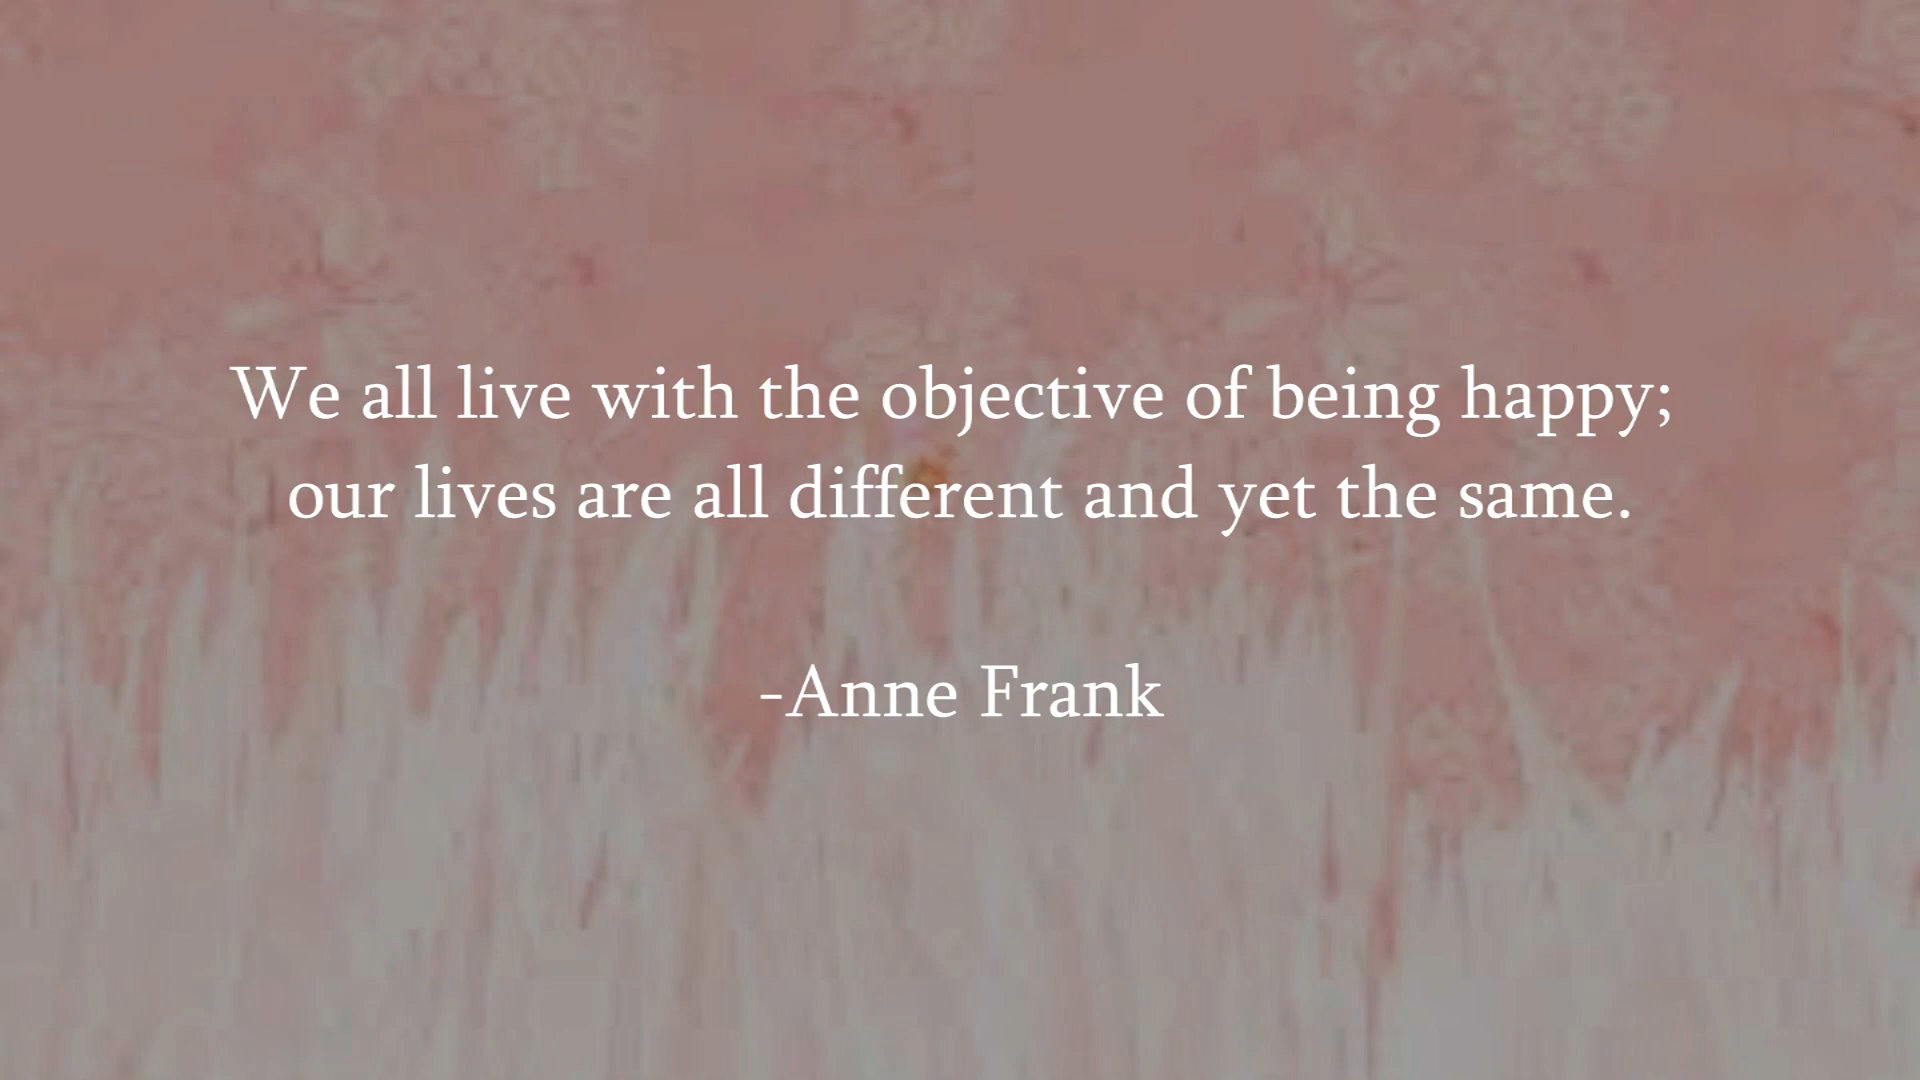 We all live with the objective of being happy;
our lives are all different and yet the same.
-Anne Frank